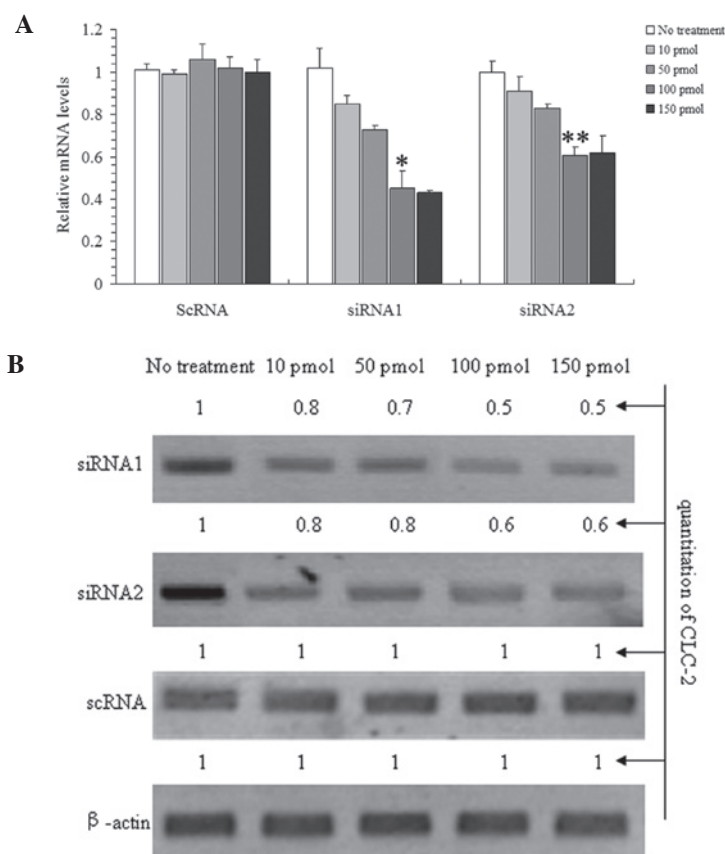 A
1.2
1
0.8
0.6
0.4
0.2
0
Relative mRNA levels
*
**
ScRNA siRNA1 siRNA2
No treatment
10 pmol
50 pmol
100 pmol
150 pmol
B
No treatment 10 pmol 50 pmol 100 pmol 150 pmol
1 0.8 0.7 0.5 0.5
siRNA1
1 0.8 0.8 0.6 0.6
siRNA2
1 1 1 1 1
scRNA
1 1 1 1 1
β-actin
quantitation of CLC-2